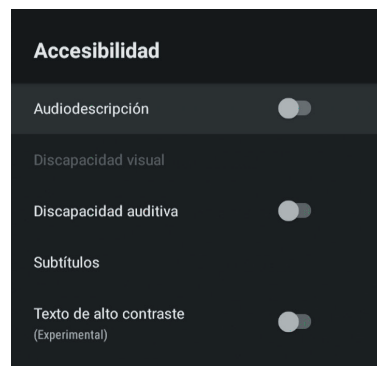 Accesibilidad
Audiodescripción
Discapacidad visual
Discapacidad auditiva
Subtítulos
Texto de alto contraste
(Experimental)